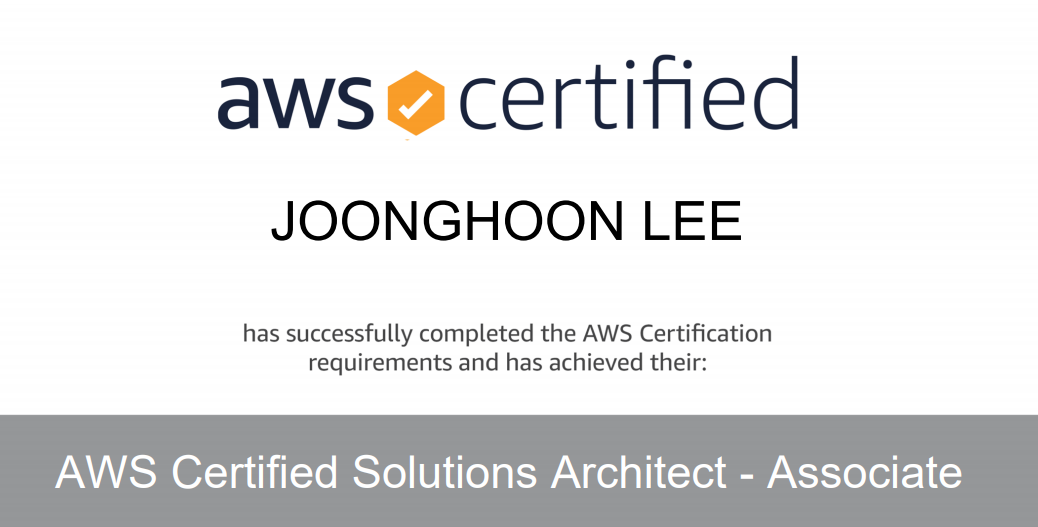 aws certified
JOONGHOON LEE
has successfully completed the AWS Certification
requirements and has achieved their:
AWS Certified Solutions Architect - Associate